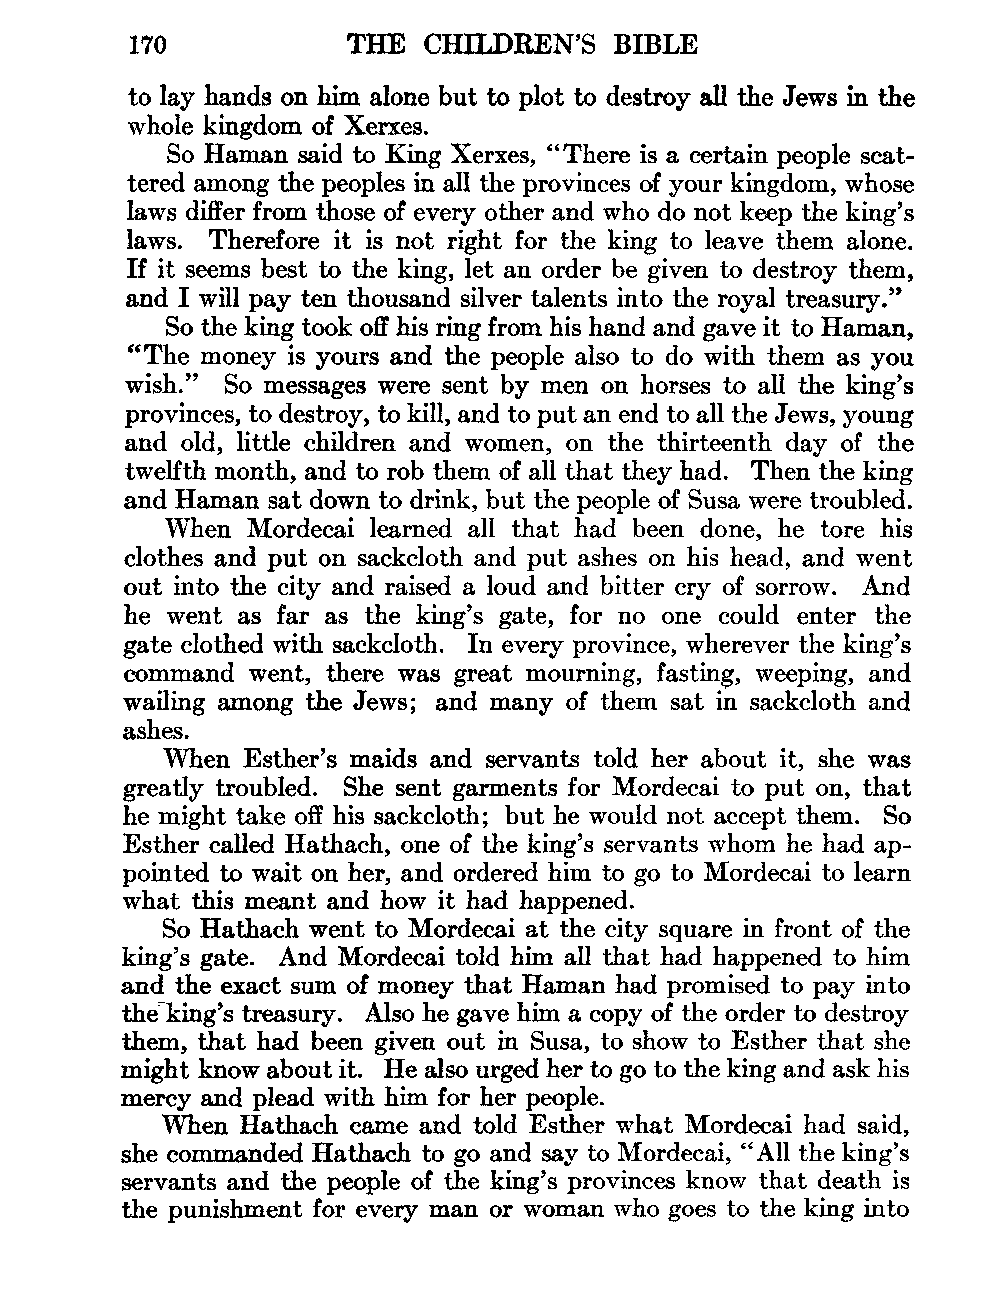 170 THE CHILDREN'S BIBLE
to lay hands on him alone but to plot to destroy all the Jews in the
whole kingdom of Xerxes.
So Haman said to King Xerxes, “There is a certain people scat-
tered among the peoples in all the provinces of your kingdom, whose
laws differ from those of every other and who do not keep the king's
laws. Therefore it is not right for the king to leave them alone.
If it seems best to the king, let an order be given to destroy them,
and I will pay ten thousand silver talents into the royal treasury.”
So the king took off his ring from his hand and gave it to Haman,
“The money is yours and the people also to do with them as you
wish.” So messages were sent by men on horses to all the king's
provinces, to destroy, to kill, and to put an end to all the Jews, young
and old, little children and women, on the thirteenth day of the
twelfth month, and to rob them of all that they had. Then the king
and Haman sat down to drink, but the people of Susa were troubled.
When Mordecai learned all that had been done, he tore his
clothes and put on sackcloth and put ashes on his head, and went
out into the city and raised a loud and bitter cry of sorrow. And
he went as far as the king's gate, for no one could enter the
gate clothed with sackcloth. In every province, wherever the king's
command went, there was great mourning, fasting, weeping, and
wailing among the Jews; and many of them sat in sackcloth and
ashes.
When Esther's maids and servants told her about it, she was
greatly troubled. She sent garments for Mordecai to put on, that
he might take off his sackcloth; but he would not accept them. So
Esther called Hathach, one of the king's servants whom he had ap-
pointed to wait on her, and ordered him to go to Mordecai to learn
what this meant and how it had happened.
So Hathach went to Mordecai at the city square in front of the
king's gate. And Mordecai told him all that had happened to him
and the exact sum of money that Haman had promised to pay into
the king's treasury. Also he gave him a copy of the order to destroy
them, that had been given out in Susa, to show to Esther that she
might know about it. He also urged her to go to the king and ask his
mercy and plead with him for her people.
When Hathach came and told Esther what Mordecai had said,
she commanded Hathach to go and say to Mordecai, “All the king's
servants and the people of the king's provinces know that death is
the punishment for every man or woman who goes to the king into